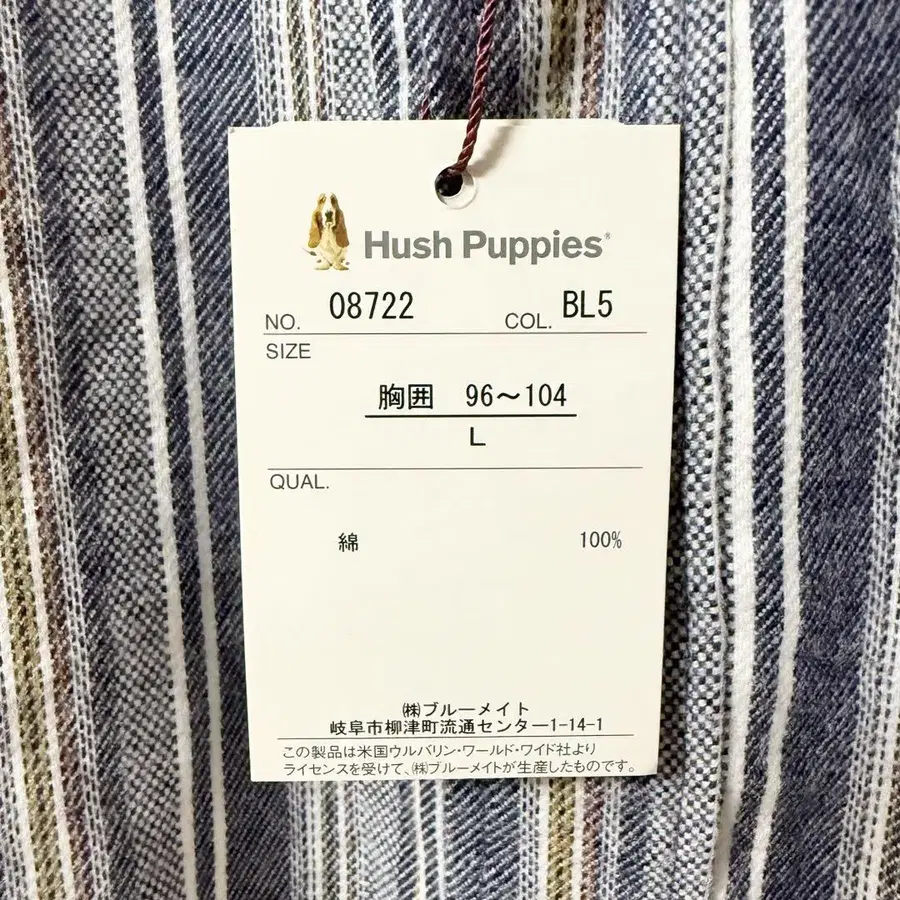 Hush Puppies®
NO. 08722 COL. BL5
SIZE
胸囲 96～104
L
QUAL.
綿 100%
㈱ブルーメイト
岐阜市柳津町流通センター1-14-1
この製品は米国ウルバリン・ワールド・ワイド社より
ライセンスを受けて、㈱ブルーメイトが生産したものです。